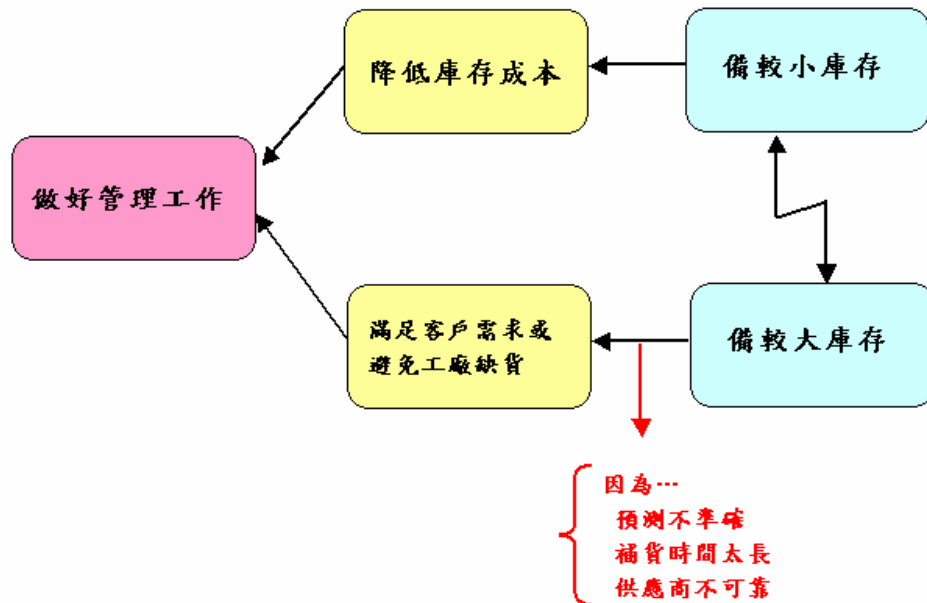 降低庫存成本
備較小庫存
做好管理工作
滿足客戶需求或
避免工廠缺貨
備較大庫存
因為…
預測不準確
補貨時間太長
供應商不可靠